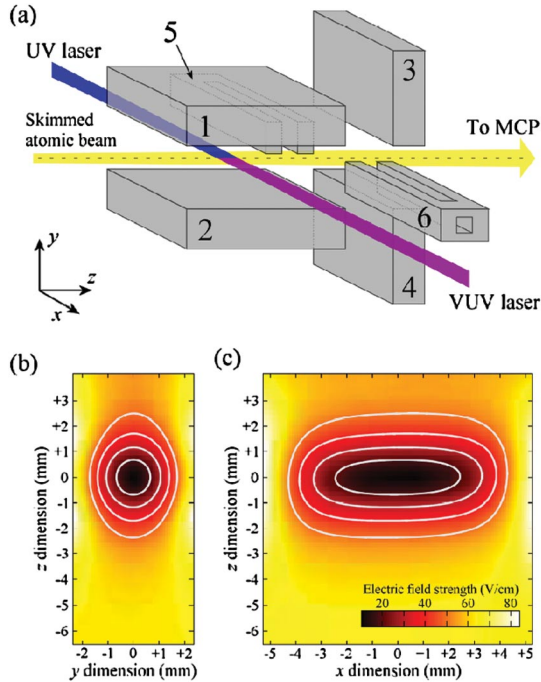 (a)
5
UV laser
3
1
Skimmed
atomic beam
To MCP
2
6
4
y
z
x
VUV laser
(b)
(c)
+3
+2
+1
0
-1
-2
-3
-4
-5
-6
z dimension (mm)
-2 -1 0 +1 +2
y dimension (mm)
+3
+2
+1
0
-1
-2
-3
-4
-5
-6
z dimension (mm)
Electric field strength (V/cm)
20 40 60 80
-5 -4 -3 -2 -1 0 +1 +2 +3 +4 +5
x dimension (mm)